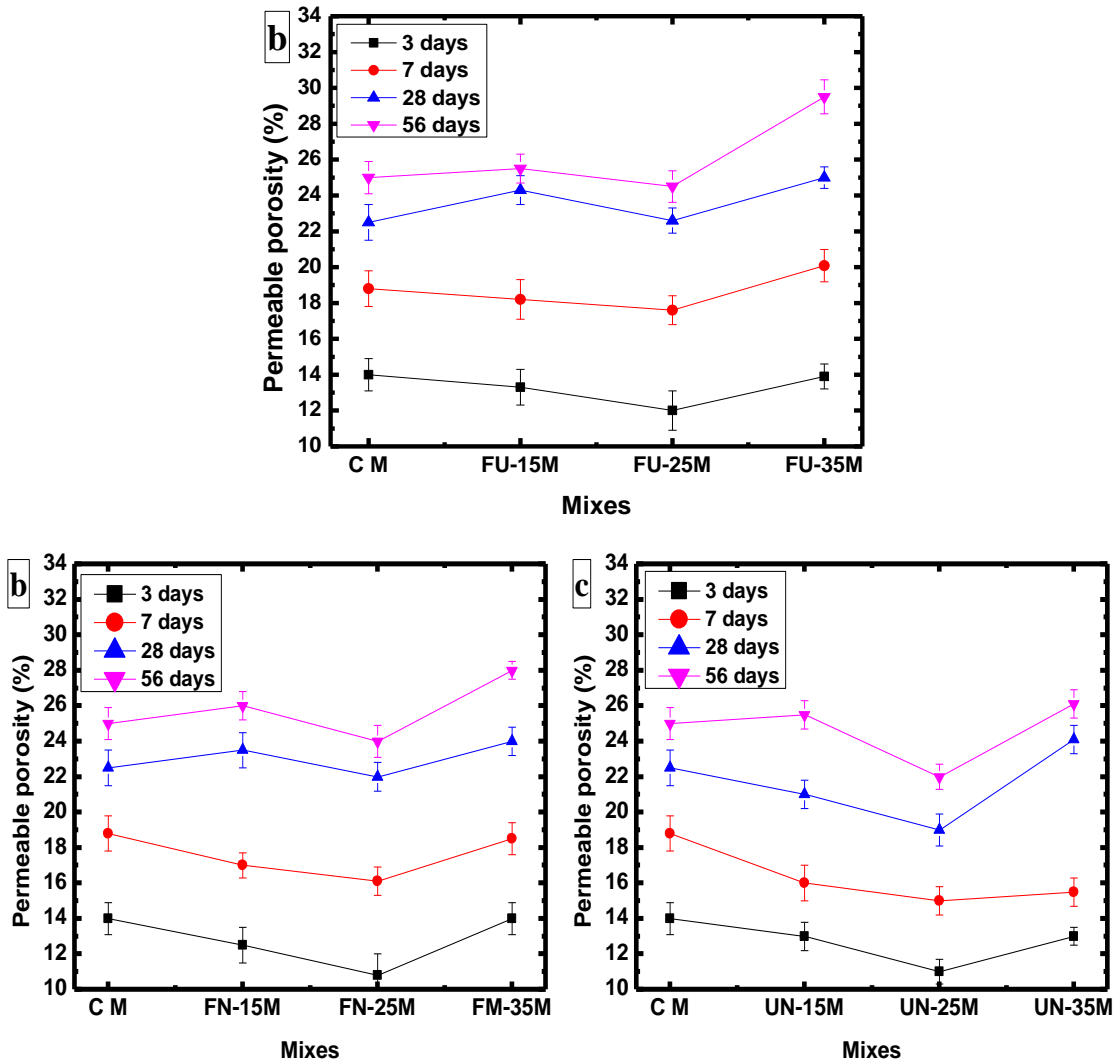 b
3 days
7 days
28 days
56 days
34
32
30
28
26
24
22
20
18
16
14
12
10
Permeable porosity (%)
C M FU-15M FU-25M FU-35M
Mixes
b
3 days
7 days
28 days
56 days
34
32
30
28
26
24
22
20
18
16
14
12
10
Permeable porosity (%)
C M FN-15M FN-25M FM-35M
Mixes
c
3 days
7 days
28 days
56 days
34
32
30
28
26
24
22
20
18
16
14
12
10
Permeable porosity (%)
C M UN-15M UN-25M UN-35M
Mixes